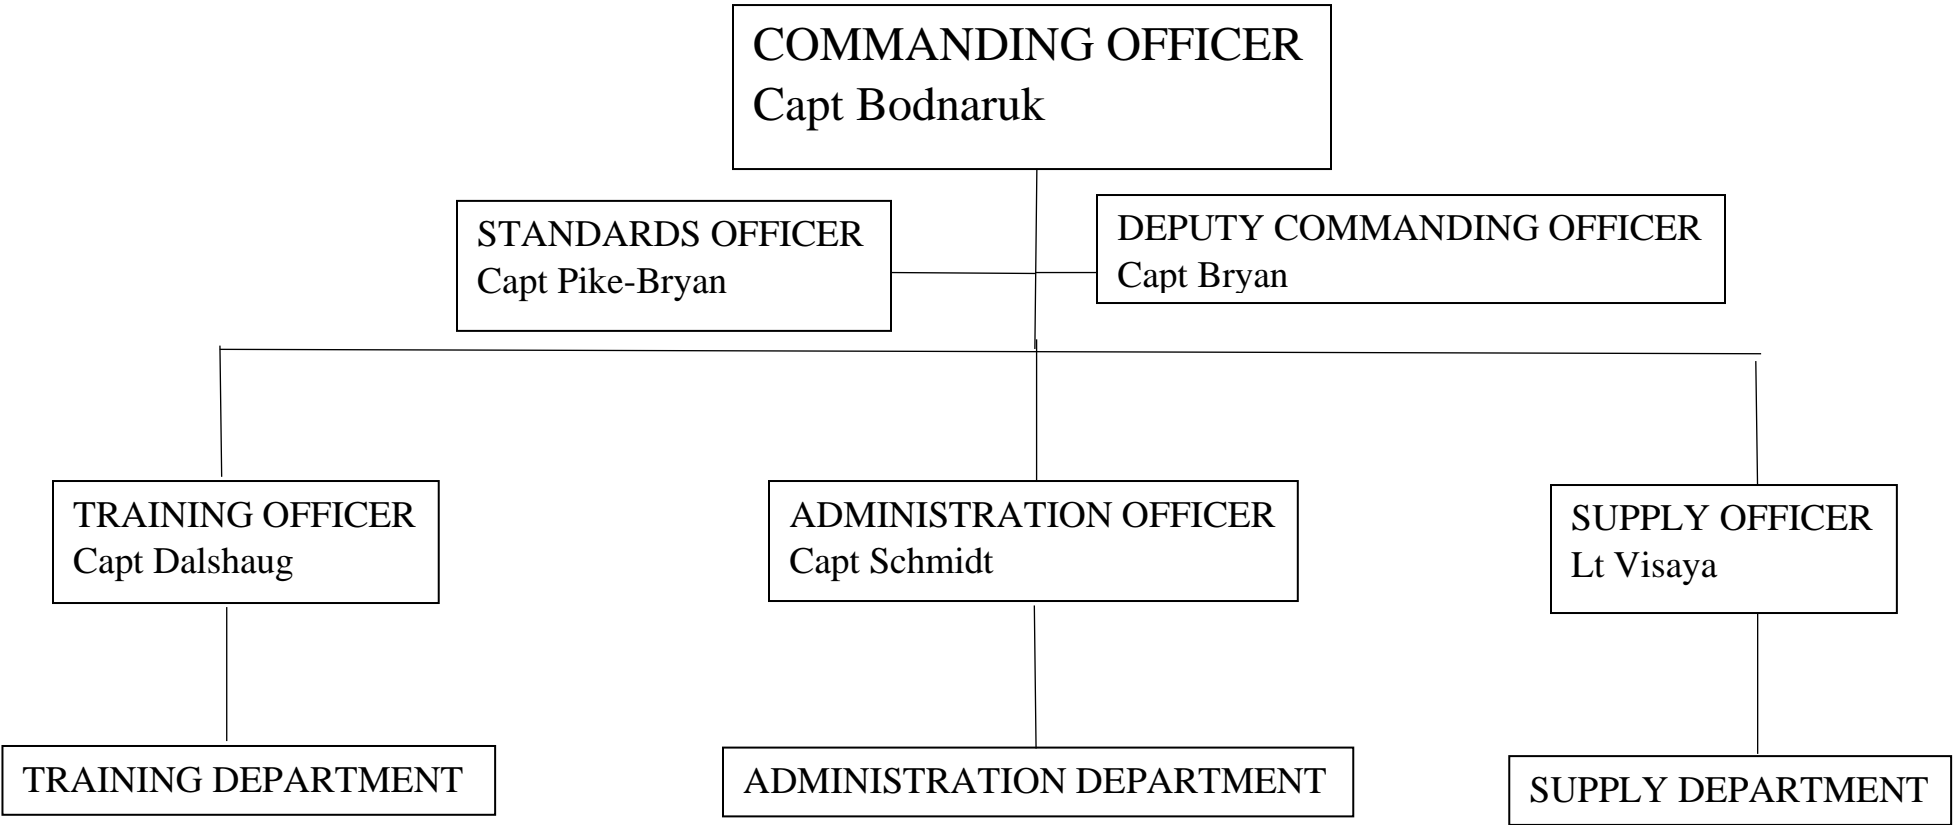 COMMANDING OFFICER
Capt Bodnaruk
STANDARDS OFFICER
Capt Pike-Bryan
DEPUTY COMMANDING OFFICER
Capt Bryan
TRAINING OFFICER
Capt Dalshaug
ADMINISTRATION OFFICER
Capt Schmidt
SUPPLY OFFICER
Lt Visaya
TRAINING DEPARTMENT
ADMINISTRATION DEPARTMENT
SUPPLY DEPARTMENT